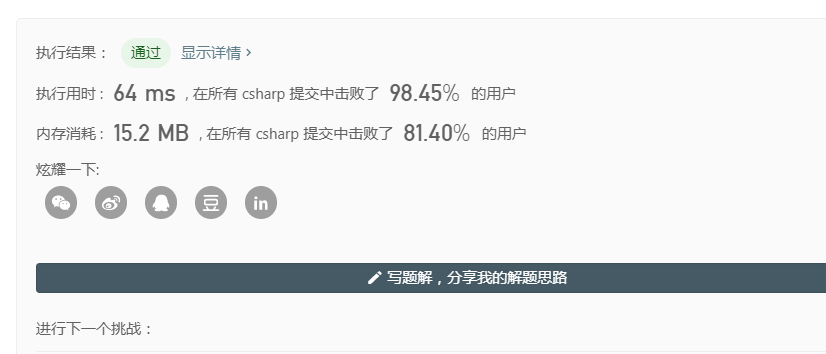 执行结果： 通过 显示详情 ›
执行用时 : 64 ms , 在所有 csharp 提交中击败了 98.45% 的用户
内存消耗 : 15.2 MB , 在所有 csharp 提交中击败了 81.40% 的用户
炫耀一下:
豆 in
写题解，分享我的解题思路
进行下一个挑战：